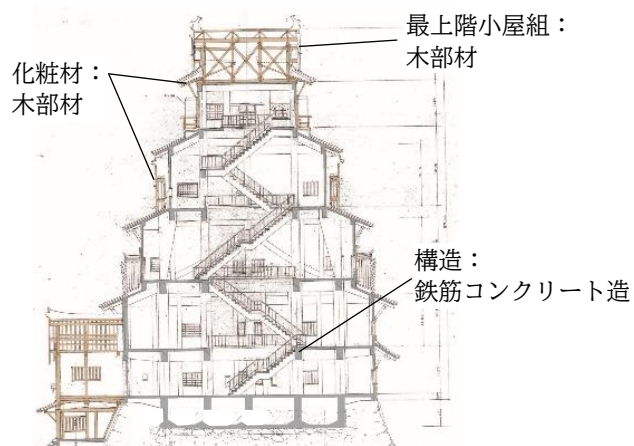 最上階小屋組：
木部材
化粧材：
木部材
構造：
鉄筋コンクリート造